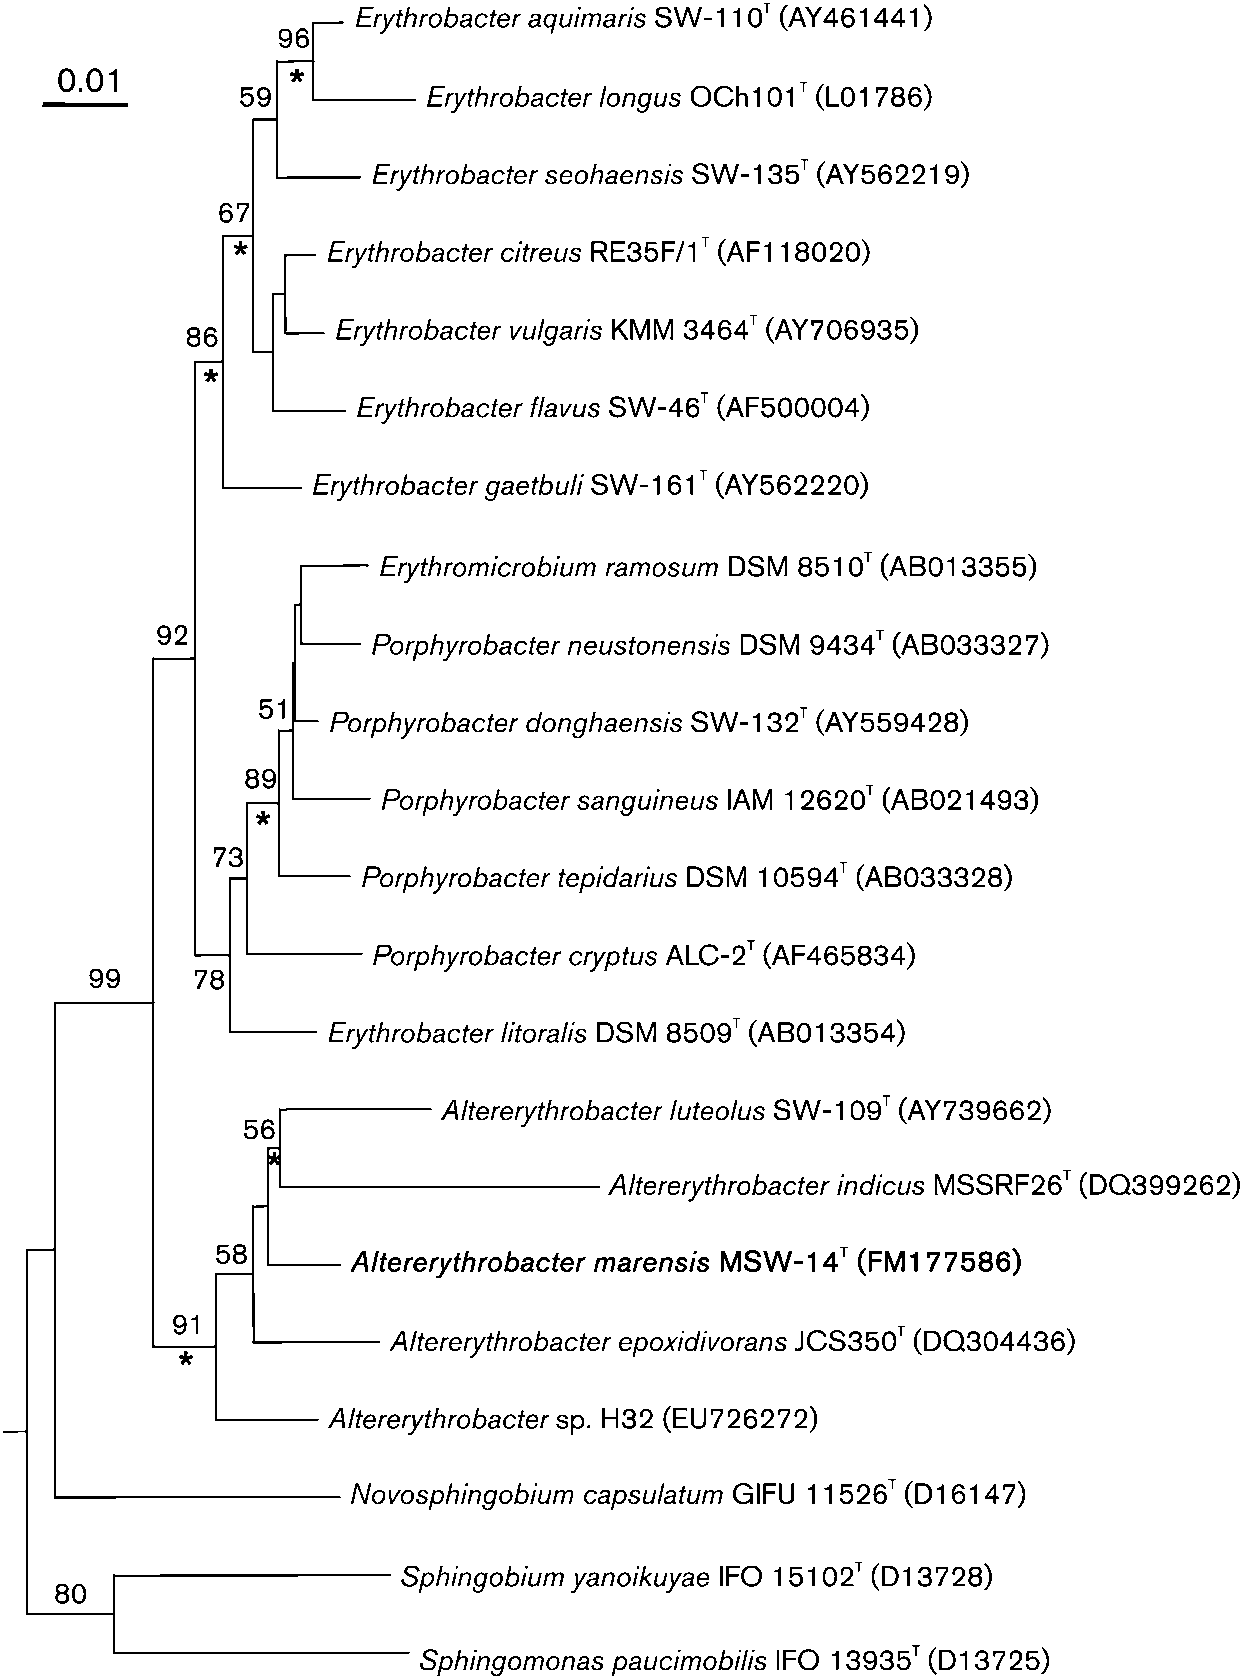 Erythrobacter aquimaris SW-110T (AY461441)
96
*
0.01
59
Erythrobacter longus OCh101T (L01786)
Erythrobacter seohaensis SW-135T (AY562219)
67
*
Erythrobacter citreus RE35F/1T (AF118020)
Erythrobacter vulgaris KMM 3464T (AY706935)
86
*
Erythrobacter flavus SW-46T (AF500004)
Erythrobacter gaetbuli SW-161T (AY562220)
Erythromicrobium ramosum DSM 8510T (AB013355)
92
Porphyrobacter neustonensis DSM 9434T (AB033327)
51
Porphyrobacter donghaensis SW-132T (AY559428)
89
*
Porphyrobacter sanguineus IAM 12620T (AB021493)
73
Porphyrobacter tepidarius DSM 10594T (AB033328)
Porphyrobacter cryptus ALC-2T (AF465834)
99
78
Erythrobacter litoralis DSM 8509T (AB013354)
Altererythrobacter luteolus SW-109T (AY739662)
56
*
Altererythrobacter indicus MSSRF26T (DQ399262)
58
Altererythrobacter marensis MSW-14T (FM177586)
91
*
Altererythrobacter epoxidivorans JCS350T (DQ304436)
Altererythrobacter sp. H32 (EU726272)
Novosphingobium capsulatum GIFU 11526T (D16147)
Sphingobium yanoikuyae IFO 15102T (D13728)
80
Sphingomonas paucimobilis IFO 13935T (D13725)